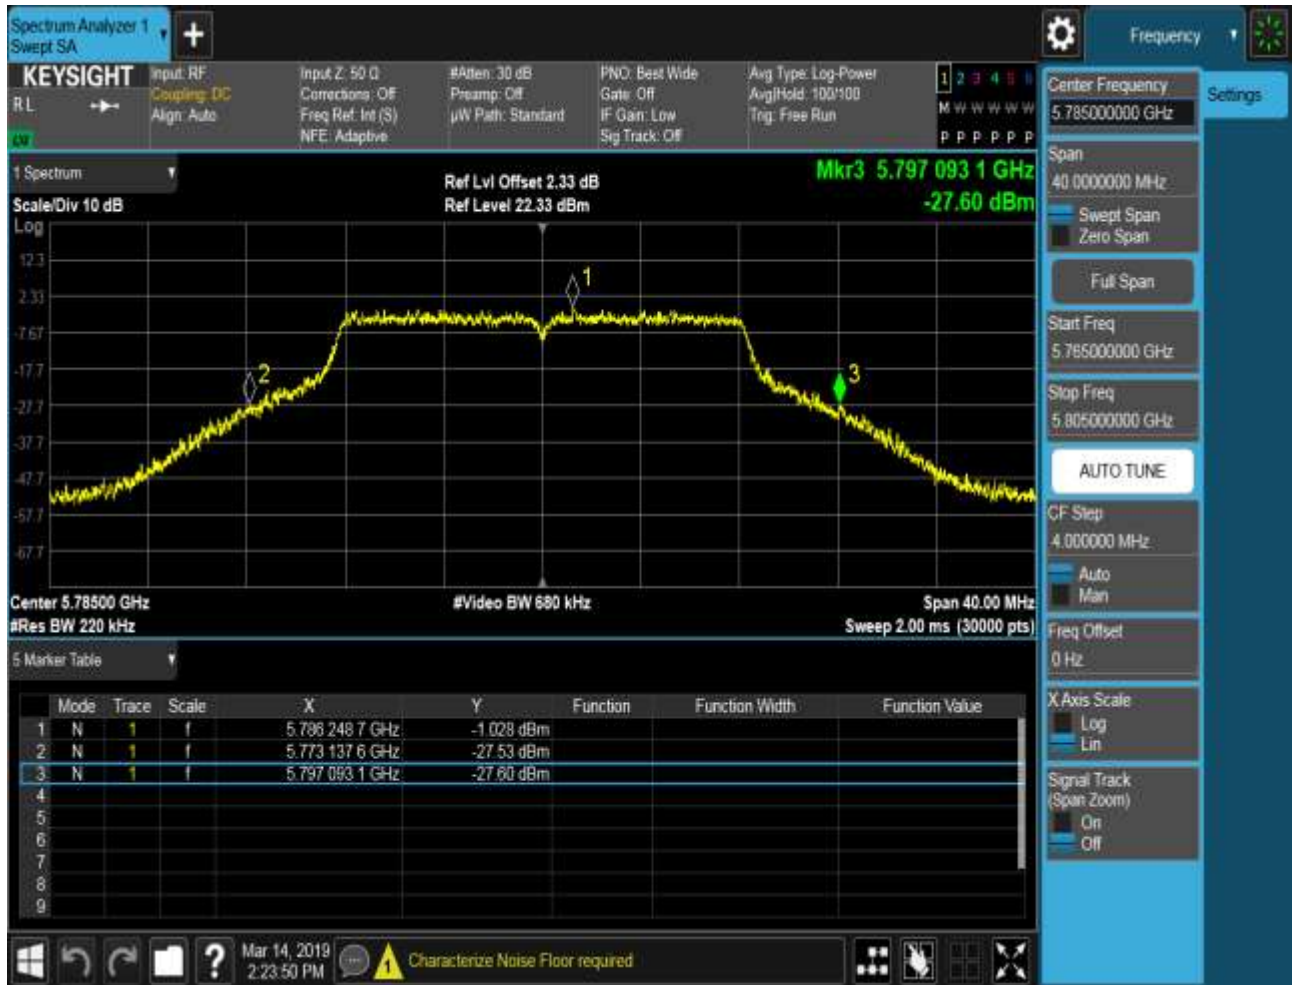 Spectrum Analyzer 1
Swept SA
+
Frequency
KEYSIGHT
RL
Input: RF
Coupling: DC
Align: Auto
Input Z: 50 Ω
Corrections: Off
Freq Ref: Int (S)
NFE: Adaptive
#Atten: 30 dB
Preamp: Off
µW Path: Standard
PNO: Best Wide
Gate: Off
IF Gain: Low
Sig Track: Off
Avg Type: Log-Power
Avg|Hold: 100/100
Trig: Free Run
1 2 3 4 5 6
M W W W W W
P P P P P P
Center Frequency
5.785000000 GHz
Settings
Span
40.0000000 MHz
Swept Span
Zero Span
Full Span
Start Freq
5.765000000 GHz
Stop Freq
5.805000000 GHz
AUTO TUNE
CF Step
4.000000 MHz
Auto
Man
Freq Offset
0 Hz
X Axis Scale
Log
Lin
Signal Track
(Span Zoom)
On
Off
1 Spectrum
Scale/Div 10 dB
Log
Ref Lvl Offset 2.33 dB
Ref Level 22.33 dBm
Mkr3 5.797 093 1 GHz
-27.60 dBm
12.3
2.33
-7.67
-17.7
-27.7
-37.7
-47.7
-57.7
-67.7
1
2
3
Center 5.78500 GHz
#Res BW 220 kHz
#Video BW 680 kHz
Span 40.00 MHz
Sweep 2.00 ms (30000 pts)
5 Marker Table
Mode Trace Scale X Y Function Function Width Function Value
1 N 1 f 5.786 248 7 GHz -1.028 dBm
2 N 1 f 5.773 137 6 GHz -27.53 dBm
3 N 1 f 5.797 093 1 GHz -27.60 dBm
4
5
6
7
8
9
?
Mar 14, 2019
2:23:50 PM
1
Characterize Noise Floor required